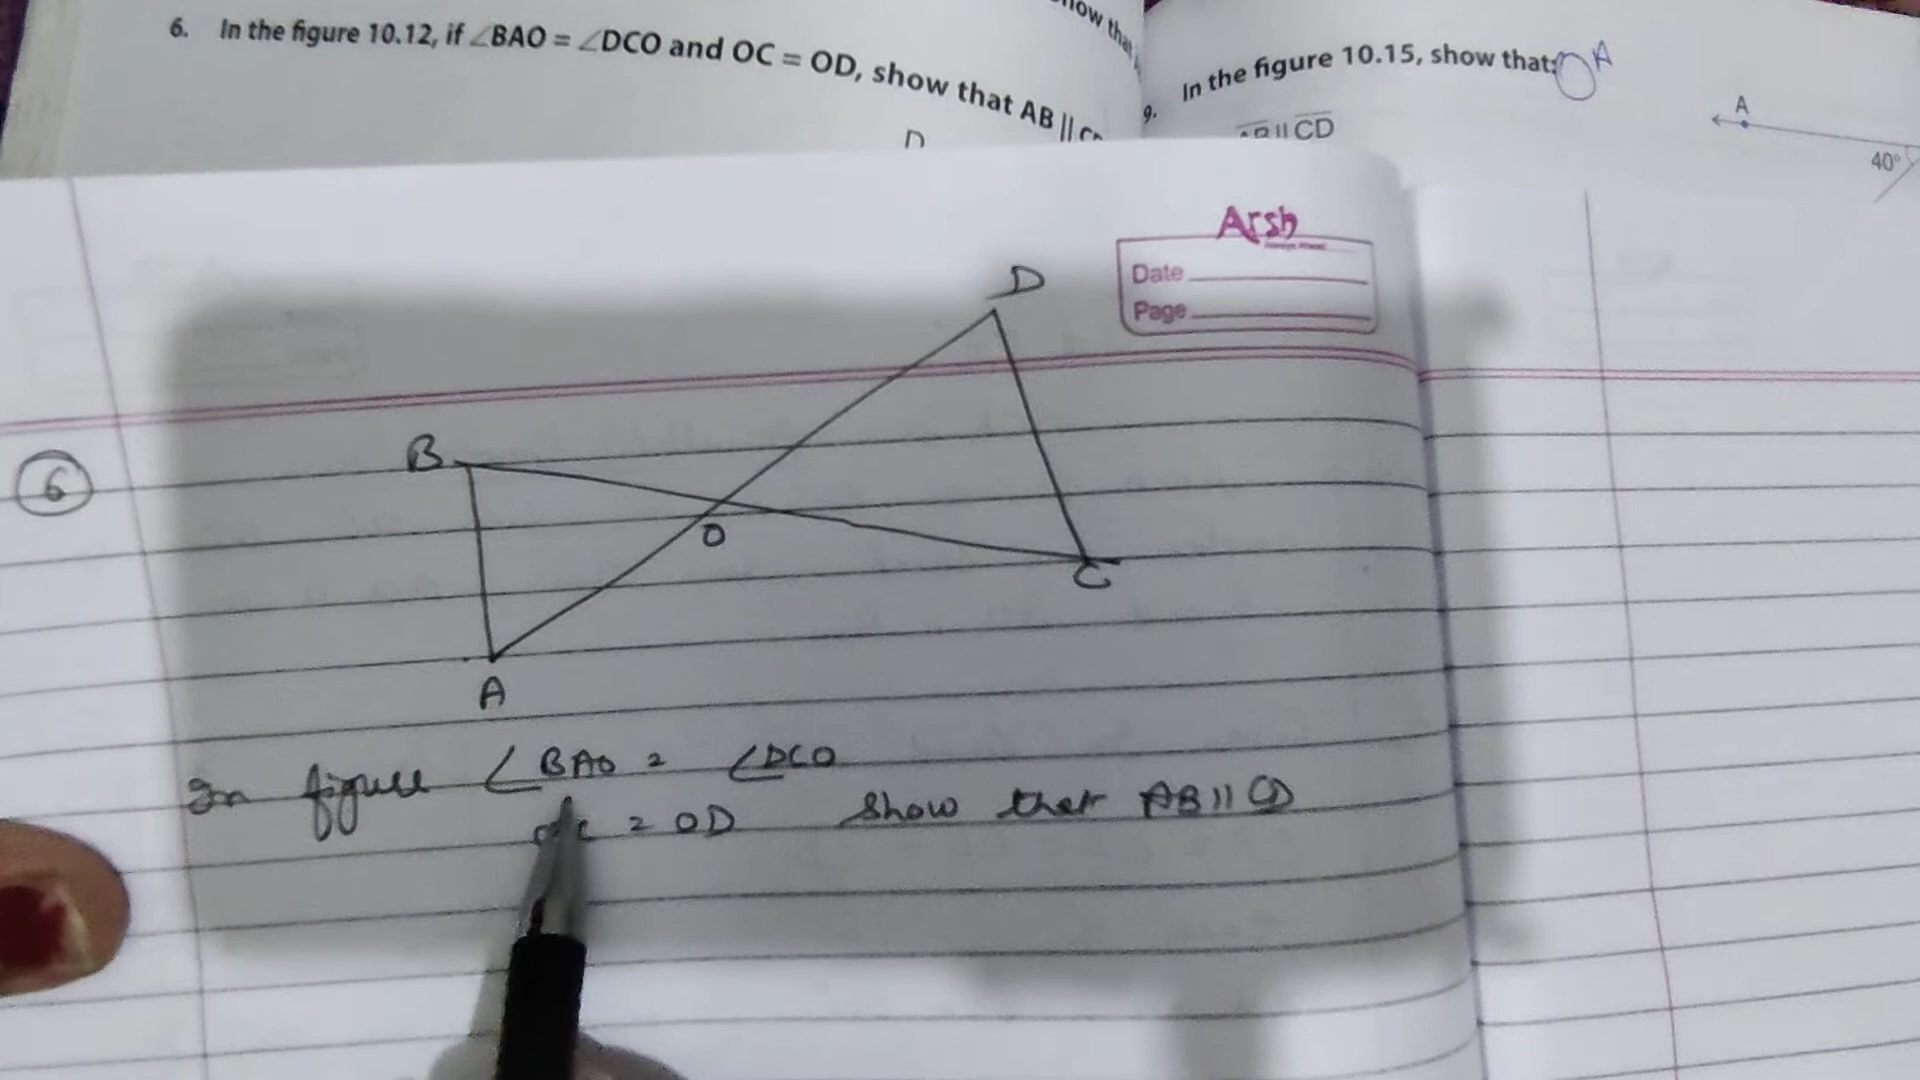 6. In the figure 10.12, if ∠BAO = ∠DCO and OC = OD, show that AB ||
9. In the figure 10.15, show that:
A
|| CD
A
40°
D
Arsh
Date
Page
D
B
6
O
C
A
In figure ∠BAO = ∠DCO
= OD Show that AB || CD